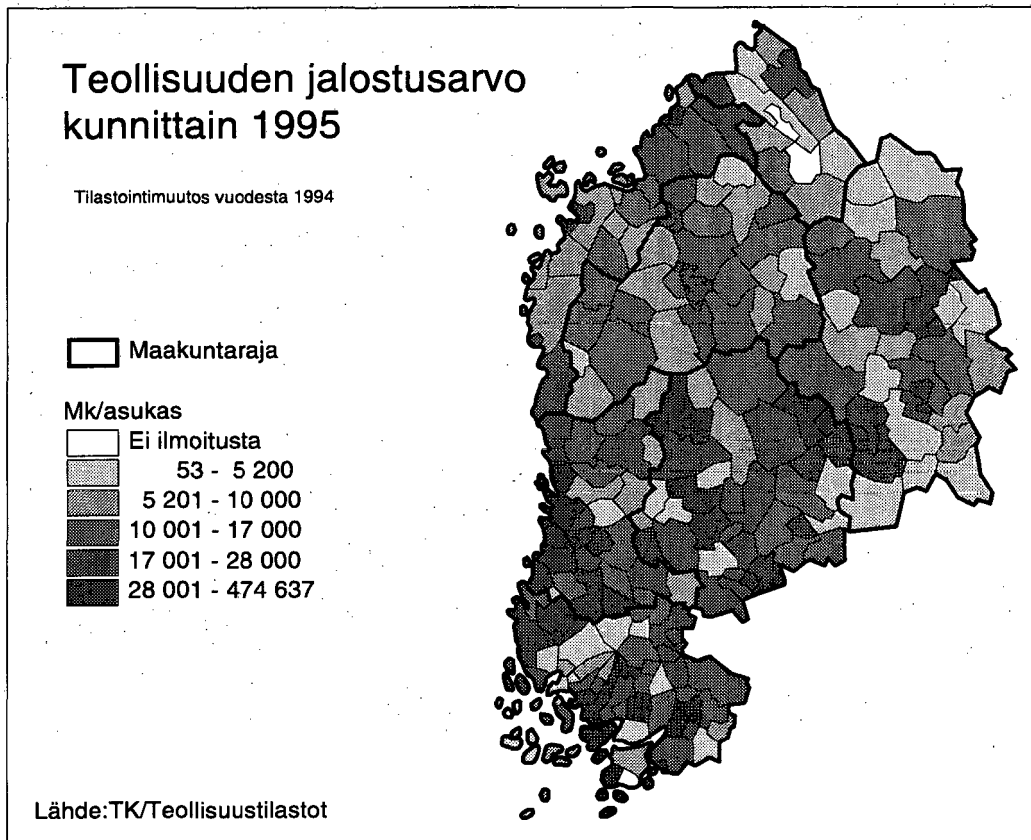 Teollisuuden jalostusarvo
kunnittain 1995
Tilastointimuutos vuodesta 1994
Maakuntaraja
Mk/asukas
Ei ilmoitusta
53 - 5 200
5 201 - 10 000
10 001 - 17 000
17 001 - 28 000
28 001 - 474 637
Lähde:TK/Teollisuustilastot